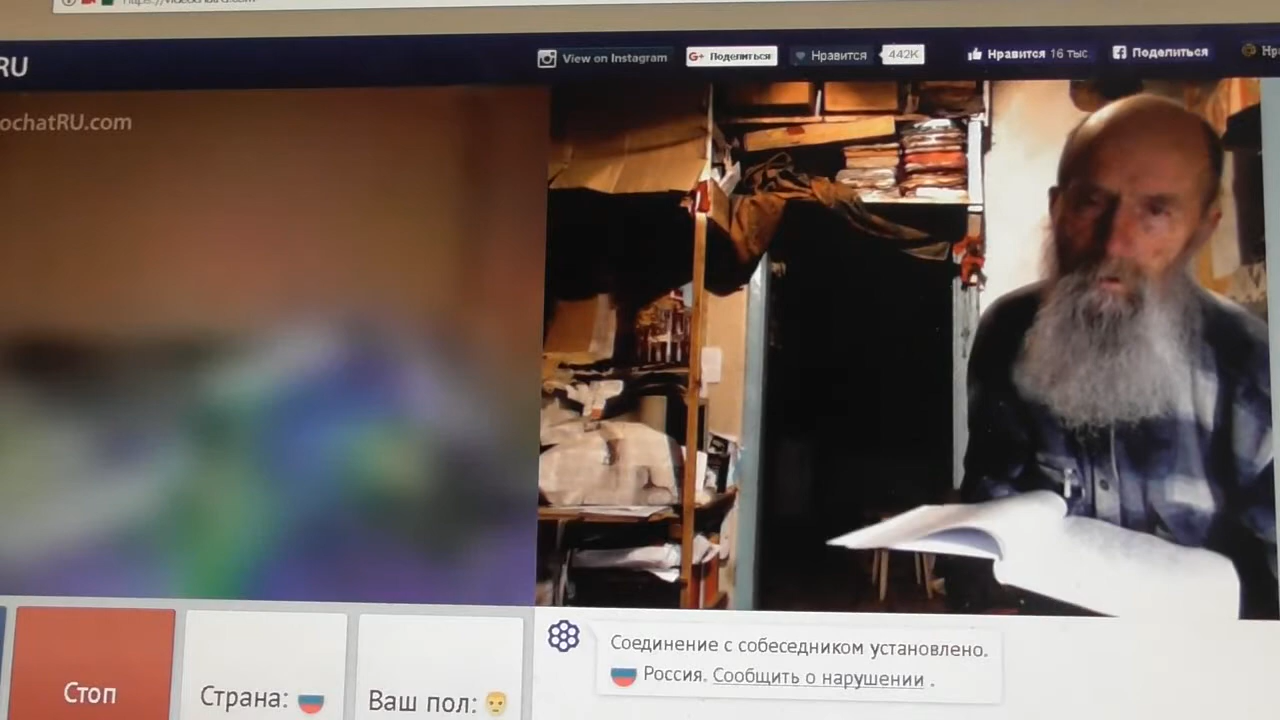 RU
View on Instagram
G+ Поделиться
Нравится
442K
Нравится 16 тыс.
Поделиться
ochatRU.com
Стоп
Страна:
Ваш пол:
Соединение с собеседником установлено.
Россия. Сообщить о нарушении .